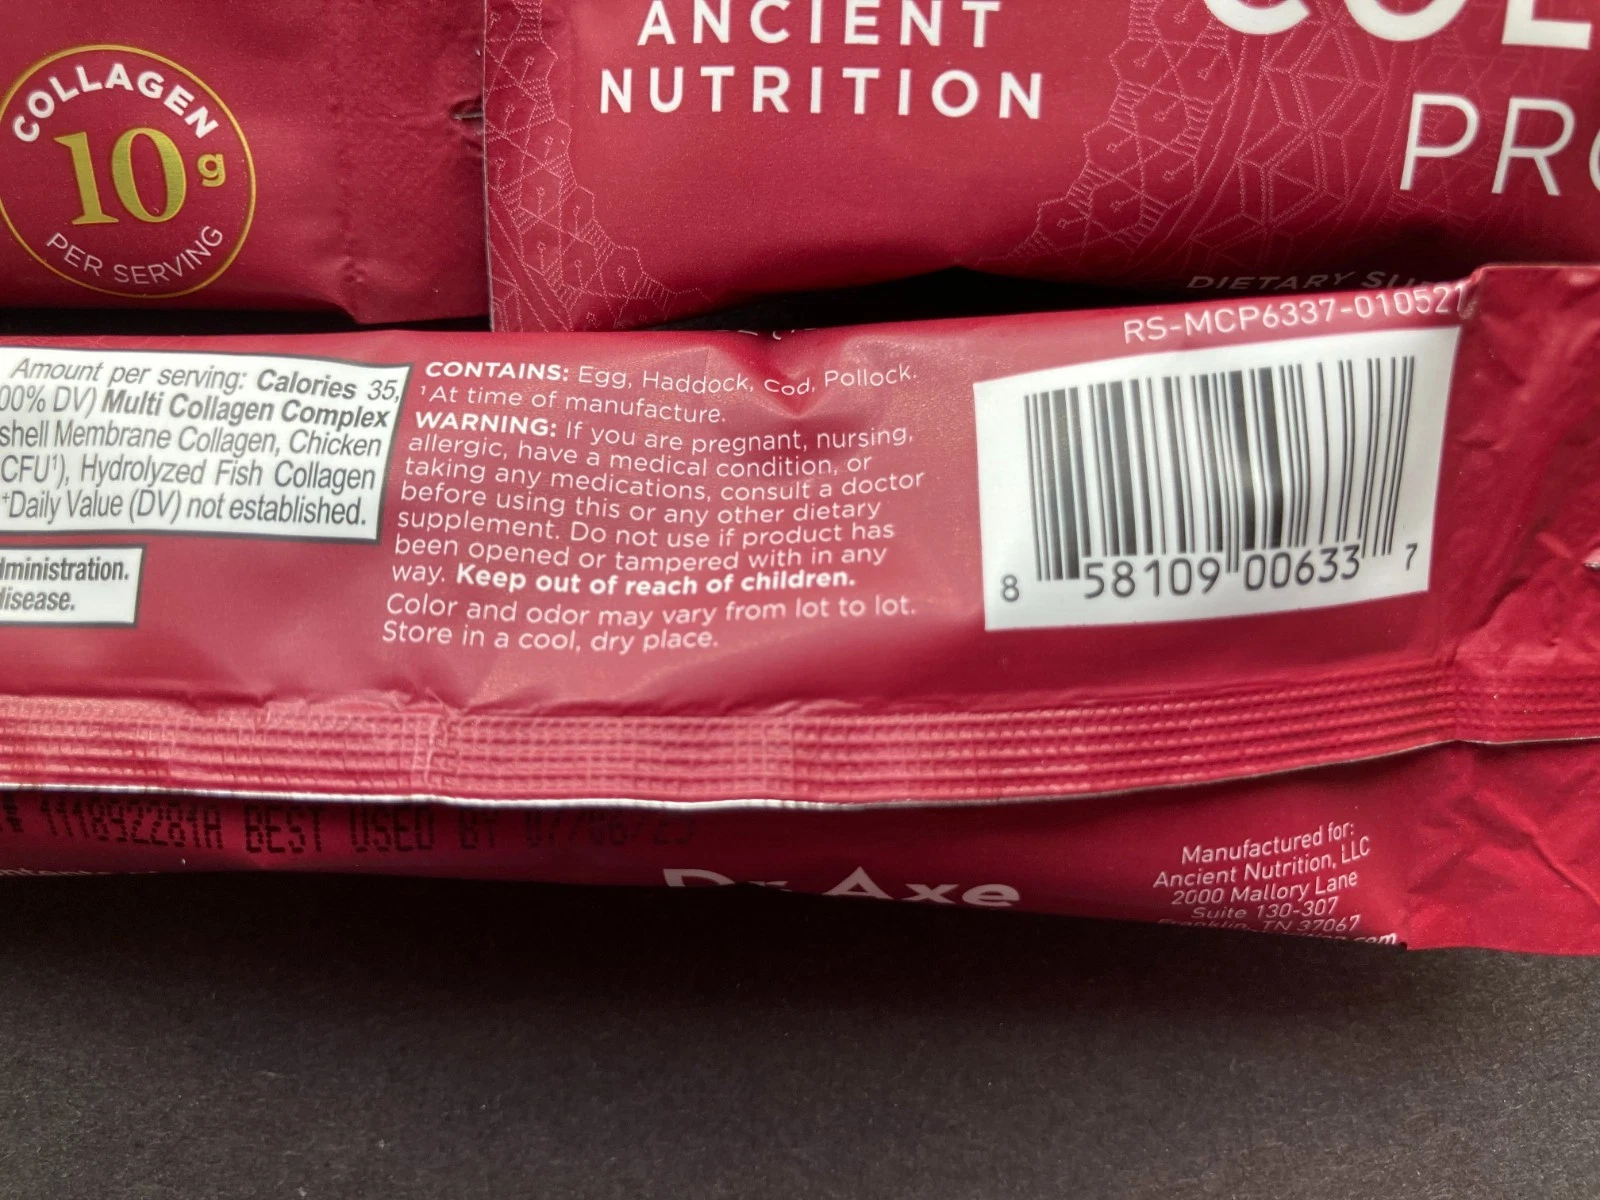 COLLAGEN
10g
PER SERVING
ANCIENT
NUTRITION
PRO
DIETARY
RS-MCP6337-010521
Amount per serving: Calories 35,
00% DV) Multi Collagen Complex
shell Membrane Collagen, Chicken
CFU¹), Hydrolyzed Fish Collagen
⁺Daily Value (DV) not established.
dministration.
disease.
CONTAINS: Egg, Haddock, Cod, Pollock.
¹At time of manufacture.
WARNING: If you are pregnant, nursing,
allergic, have a medical condition, or
taking any medications, consult a doctor
before using this or any other dietary
supplement. Do not use if product has
been opened or tampered with in any
way. Keep out of reach of children.
Color and odor may vary from lot to lot.
Store in a cool, dry place.
8 58109 00633 7
BEST USED BY
Dr. Axe
Manufactured for:
Ancient Nutrition, LLC
2000 Mallory Lane
Suite 130-307
Franklin, TN 37067